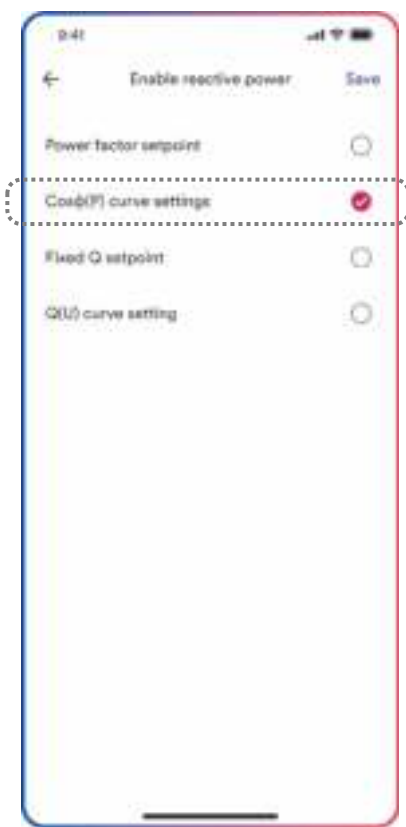 9:41
← Enable reactive power Save
Power factor setpoint
Cosϕ(P) curve settings
Fixed Q setpoint
Q(U) curve setting